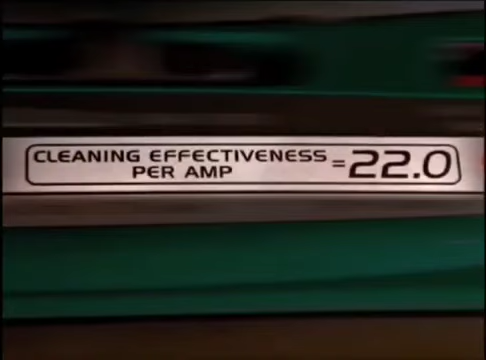 CLEANING EFFECTIVENESS
PER AMP
=22.0